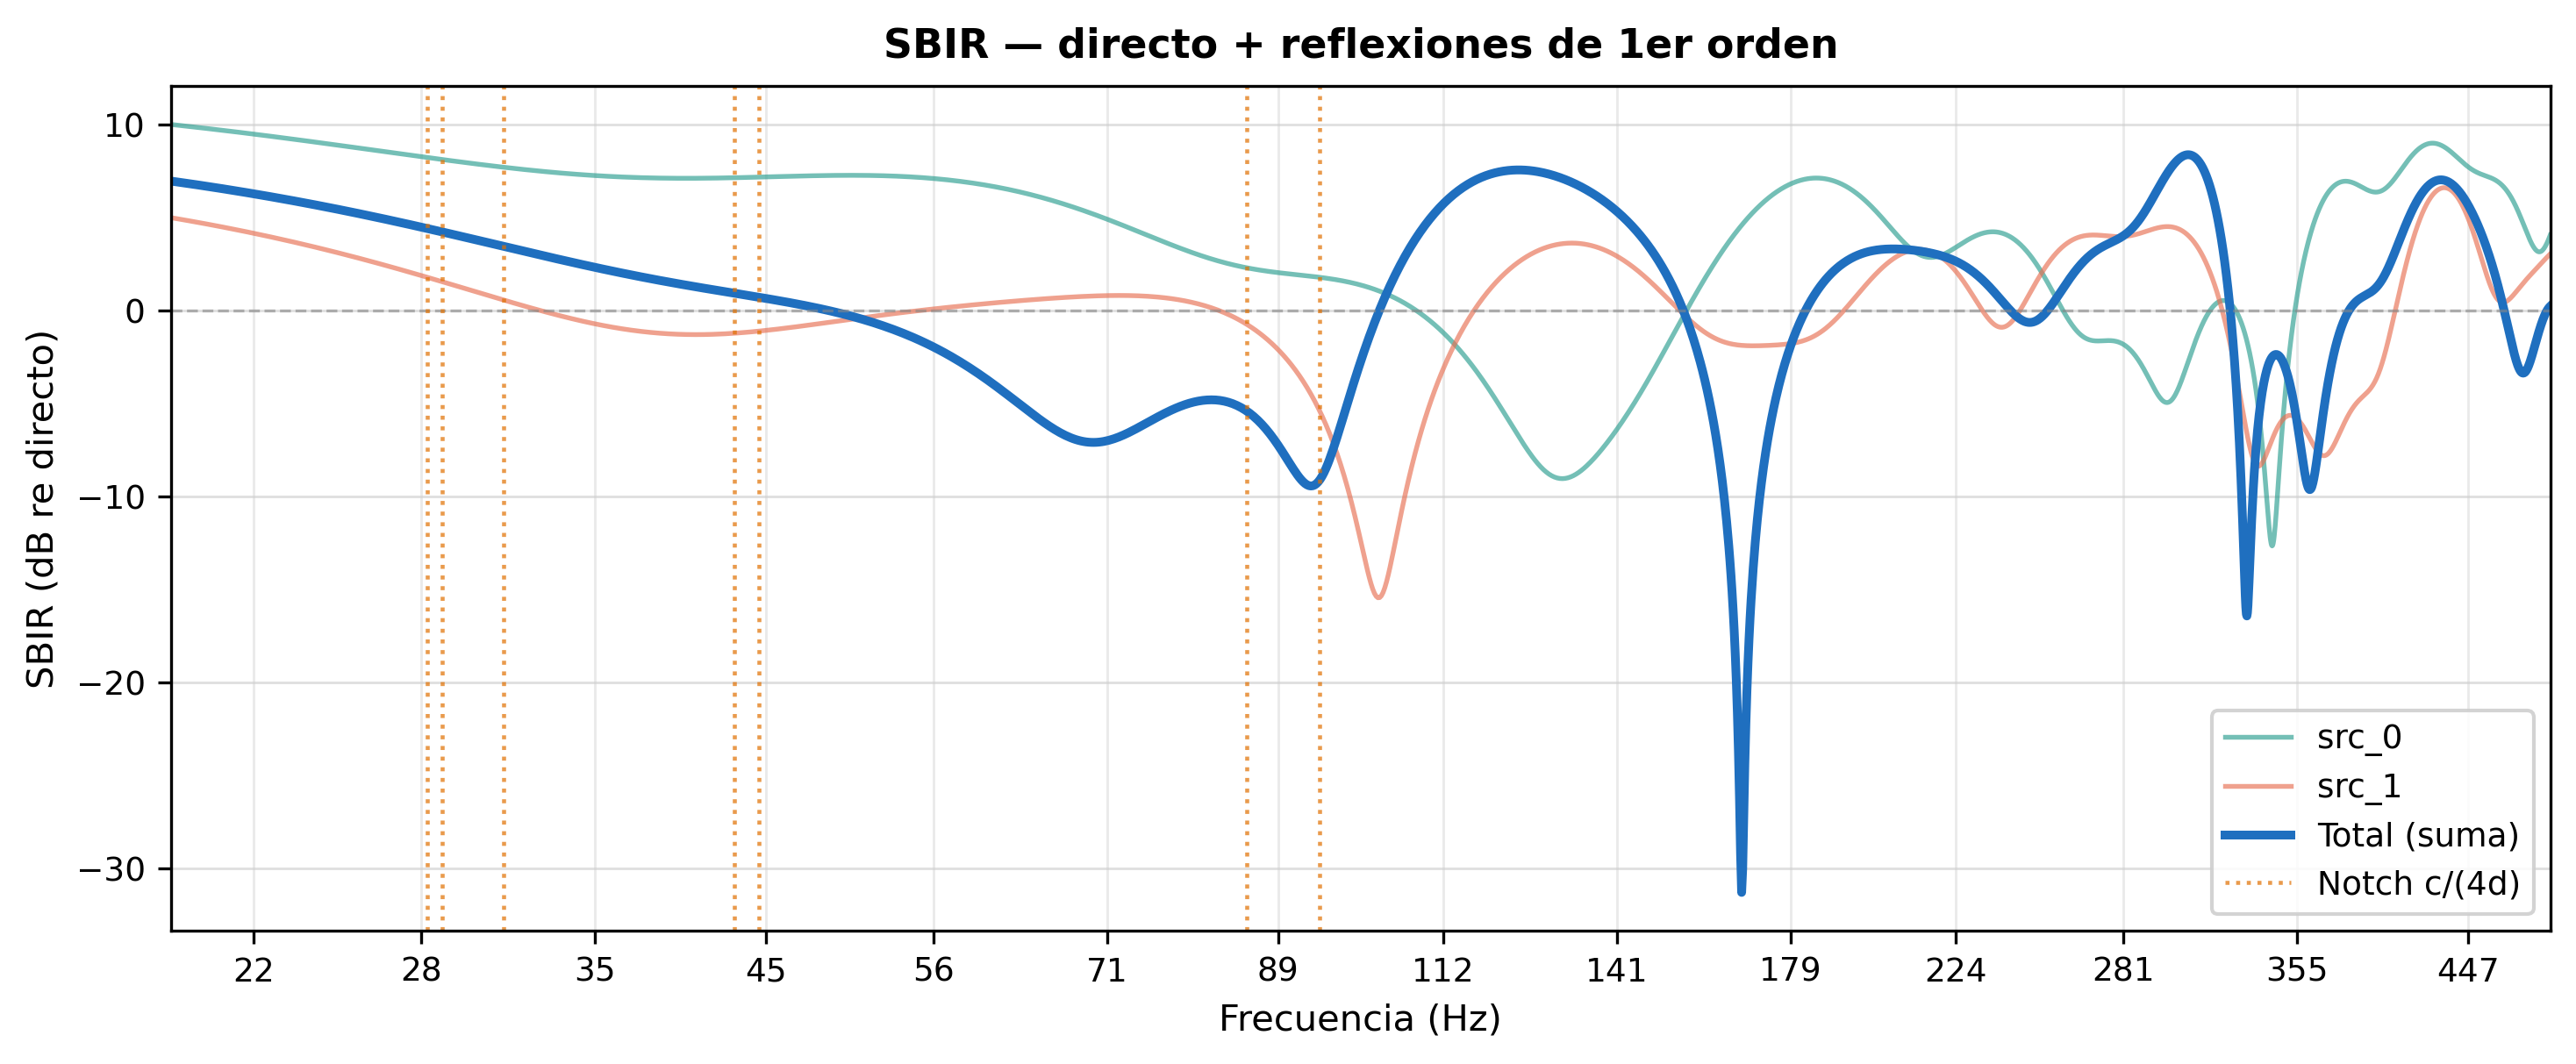 SBIR — directo + reflexiones de 1er orden
SBIR (dB re directo)
10
0
−10
−20
−30
src_0
src_1
Total (suma)
Notch c/(4d)
22 28 35 45 56 71 89 112 141 179 224 281 355 447
Frecuencia (Hz)